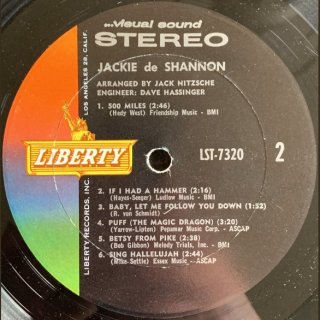 ...visual sound
STEREO
JACKIE de SHANNON
ARRANGED BY JACK NITZSCHE
ENGINEER: DAVE HASSINGER
1. 500 MILES (2:46)
(Hedy West) Friendship Music - BMI
LIBERTY
LST-7320
2
2. IF I HAD A HAMMER (2:16)
(Hayes-Seeger) Ludlow Music - BMI
3. BABY, LET ME FOLLOW YOU DOWN (1:52)
(R. von Schmidt)
4. PUFF (THE MAGIC DRAGON) (3:20)
(Yarrow-Lipton) Pepamar Music Corp. - ASCAP
5. BETSY FROM PIKE (2:38)
(Bob Gibbon) Melody Trials, Inc. - BMI
6. SING HALLELUJAH (2:44)
(Mike Settle) Essex Music - ASCAP
LIBERTY RECORDS, INC.
LOS ANGELES 28, CALIF.